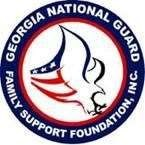 GEORGIA NATIONAL GUARD
FAMILY SUPPORT FOUNDATION, INC.